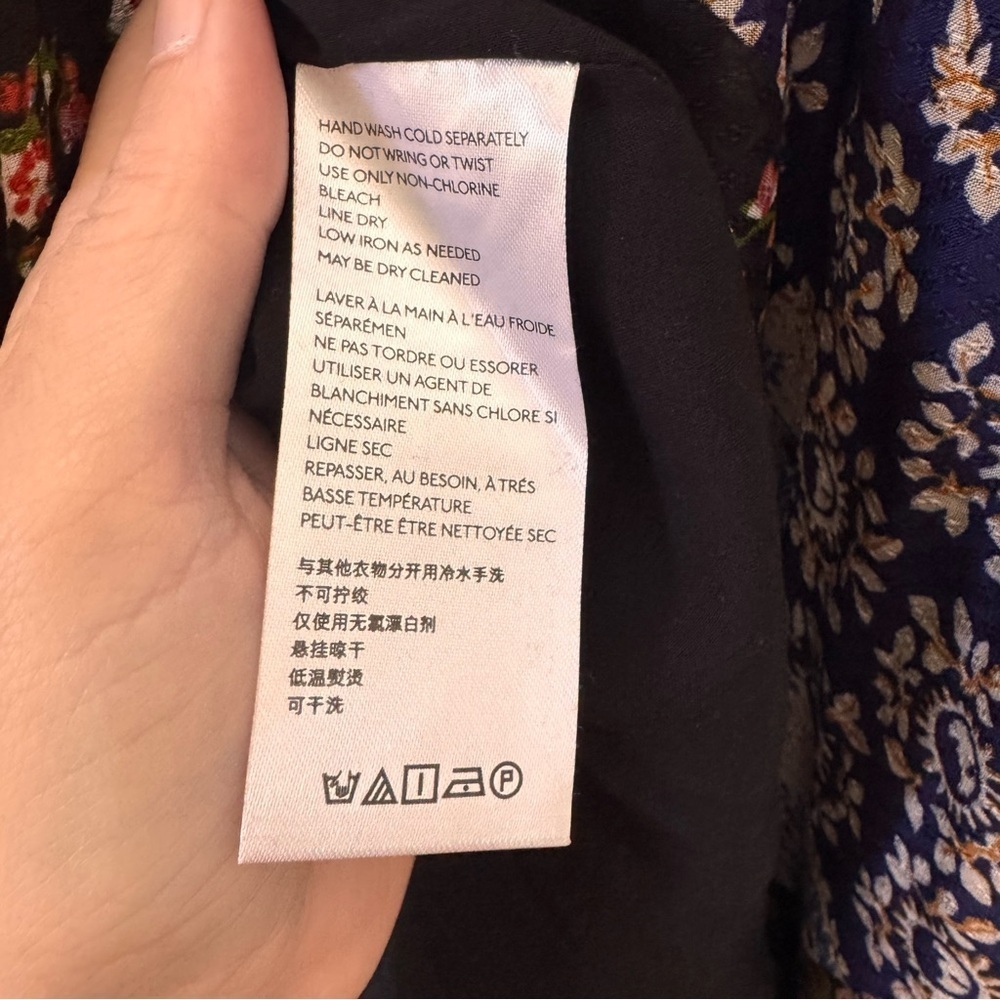 HAND WASH COLD SEPARATELY
DO NOT WRING OR TWIST
USE ONLY NON-CHLORINE
BLEACH
LINE DRY
LOW IRON AS NEEDED
MAY BE DRY CLEANED
LAVER À LA MAIN À L'EAU FROIDE
SÉPARÉMEN
NE PAS TORDRE OU ESSORER
UTILISER UN AGENT DE
BLANCHIMENT SANS CHLORE SI
NÉCESSAIRE
LIGNE SEC
REPASSER, AU BESOIN, À TRÉS
BASSE TEMPÉRATURE
PEUT-ÊTRE ÊTRE NETTOYÉE SEC
与其他衣物分开用冷水手洗
不可拧绞
仅使用无氯漂白剂
悬挂晾干
低温熨烫
可干洗
P